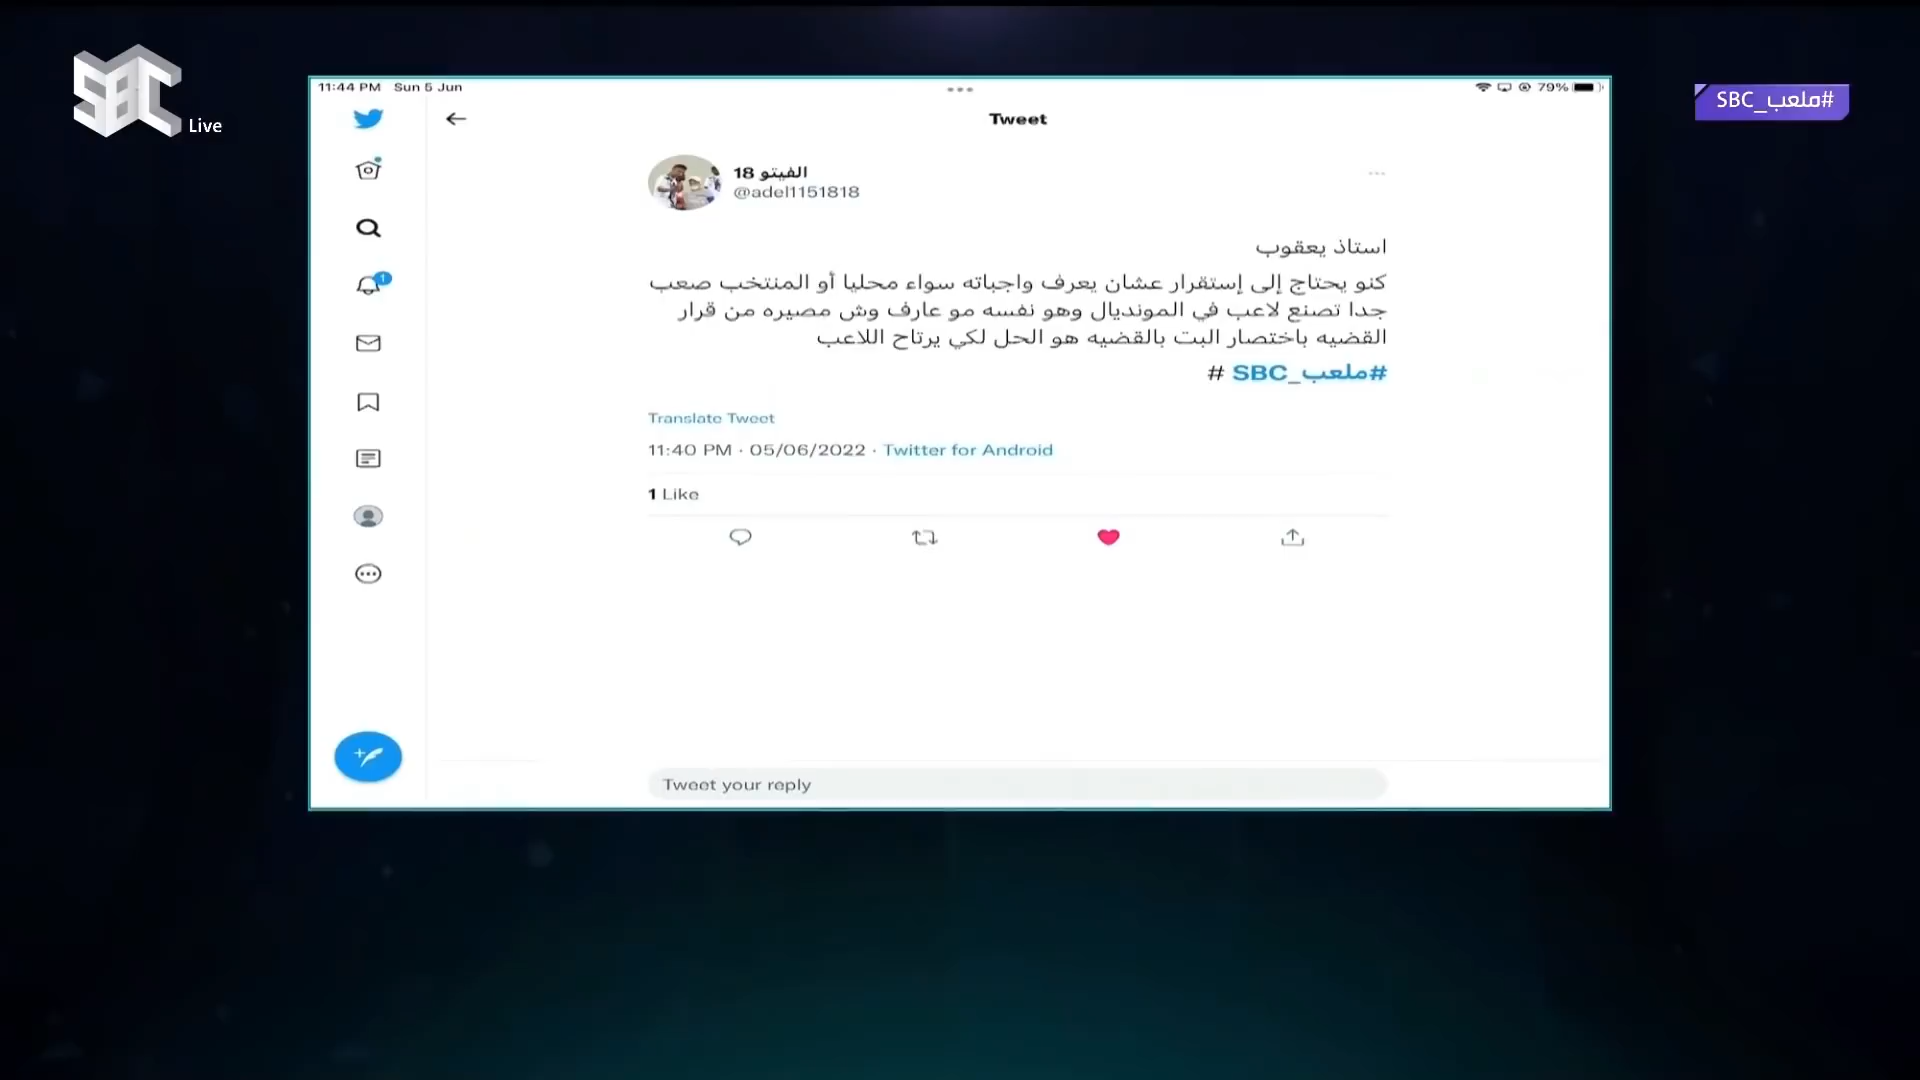 SBC
Live
#ملعب_SBC
11:44 PM Sun 5 Jun
79%
Tweet
الفيتو 18
@adel1151818
استاذ يعقوب
كنو يحتاج إلى إستقرار عشان يعرف واجباته سواء محليا أو المنتخب صعب
جدا تصنع لاعب في المونديال وهو نفسه مو عارف وش مصيره من قرار
القضيه باختصار البت بالقضيه هو الحل لكي يرتاح اللاعب
#ملعب_SBC #
Translate Tweet
11:40 PM · 05/06/2022 · Twitter for Android
1 Like
1
Tweet your reply